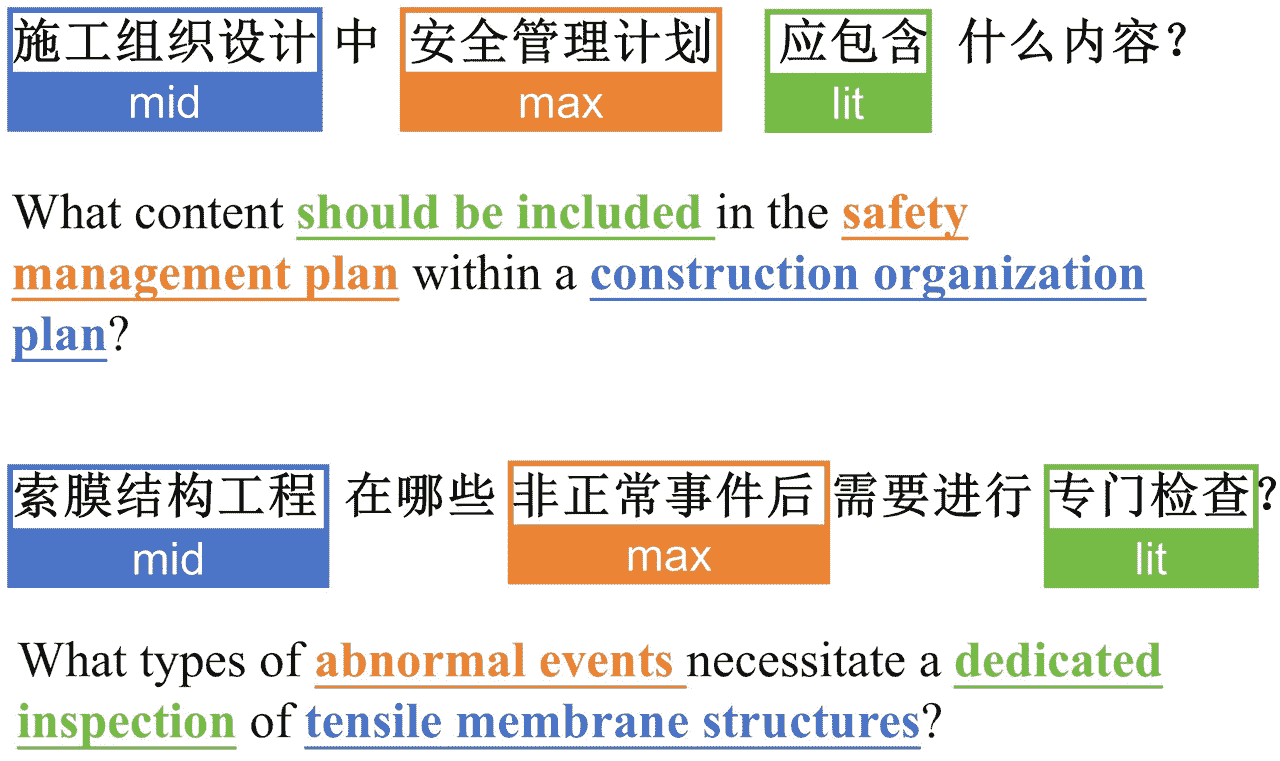 施工组织设计 中 安全管理计划 应包含 什么内容？
mid max lit
What content should be included in the safety
management plan within a construction organization
plan?
索膜结构工程 在哪些 非正常事件后 需要进行 专门检查？
mid max lit
What types of abnormal events necessitate a dedicated
inspection of tensile membrane structures?